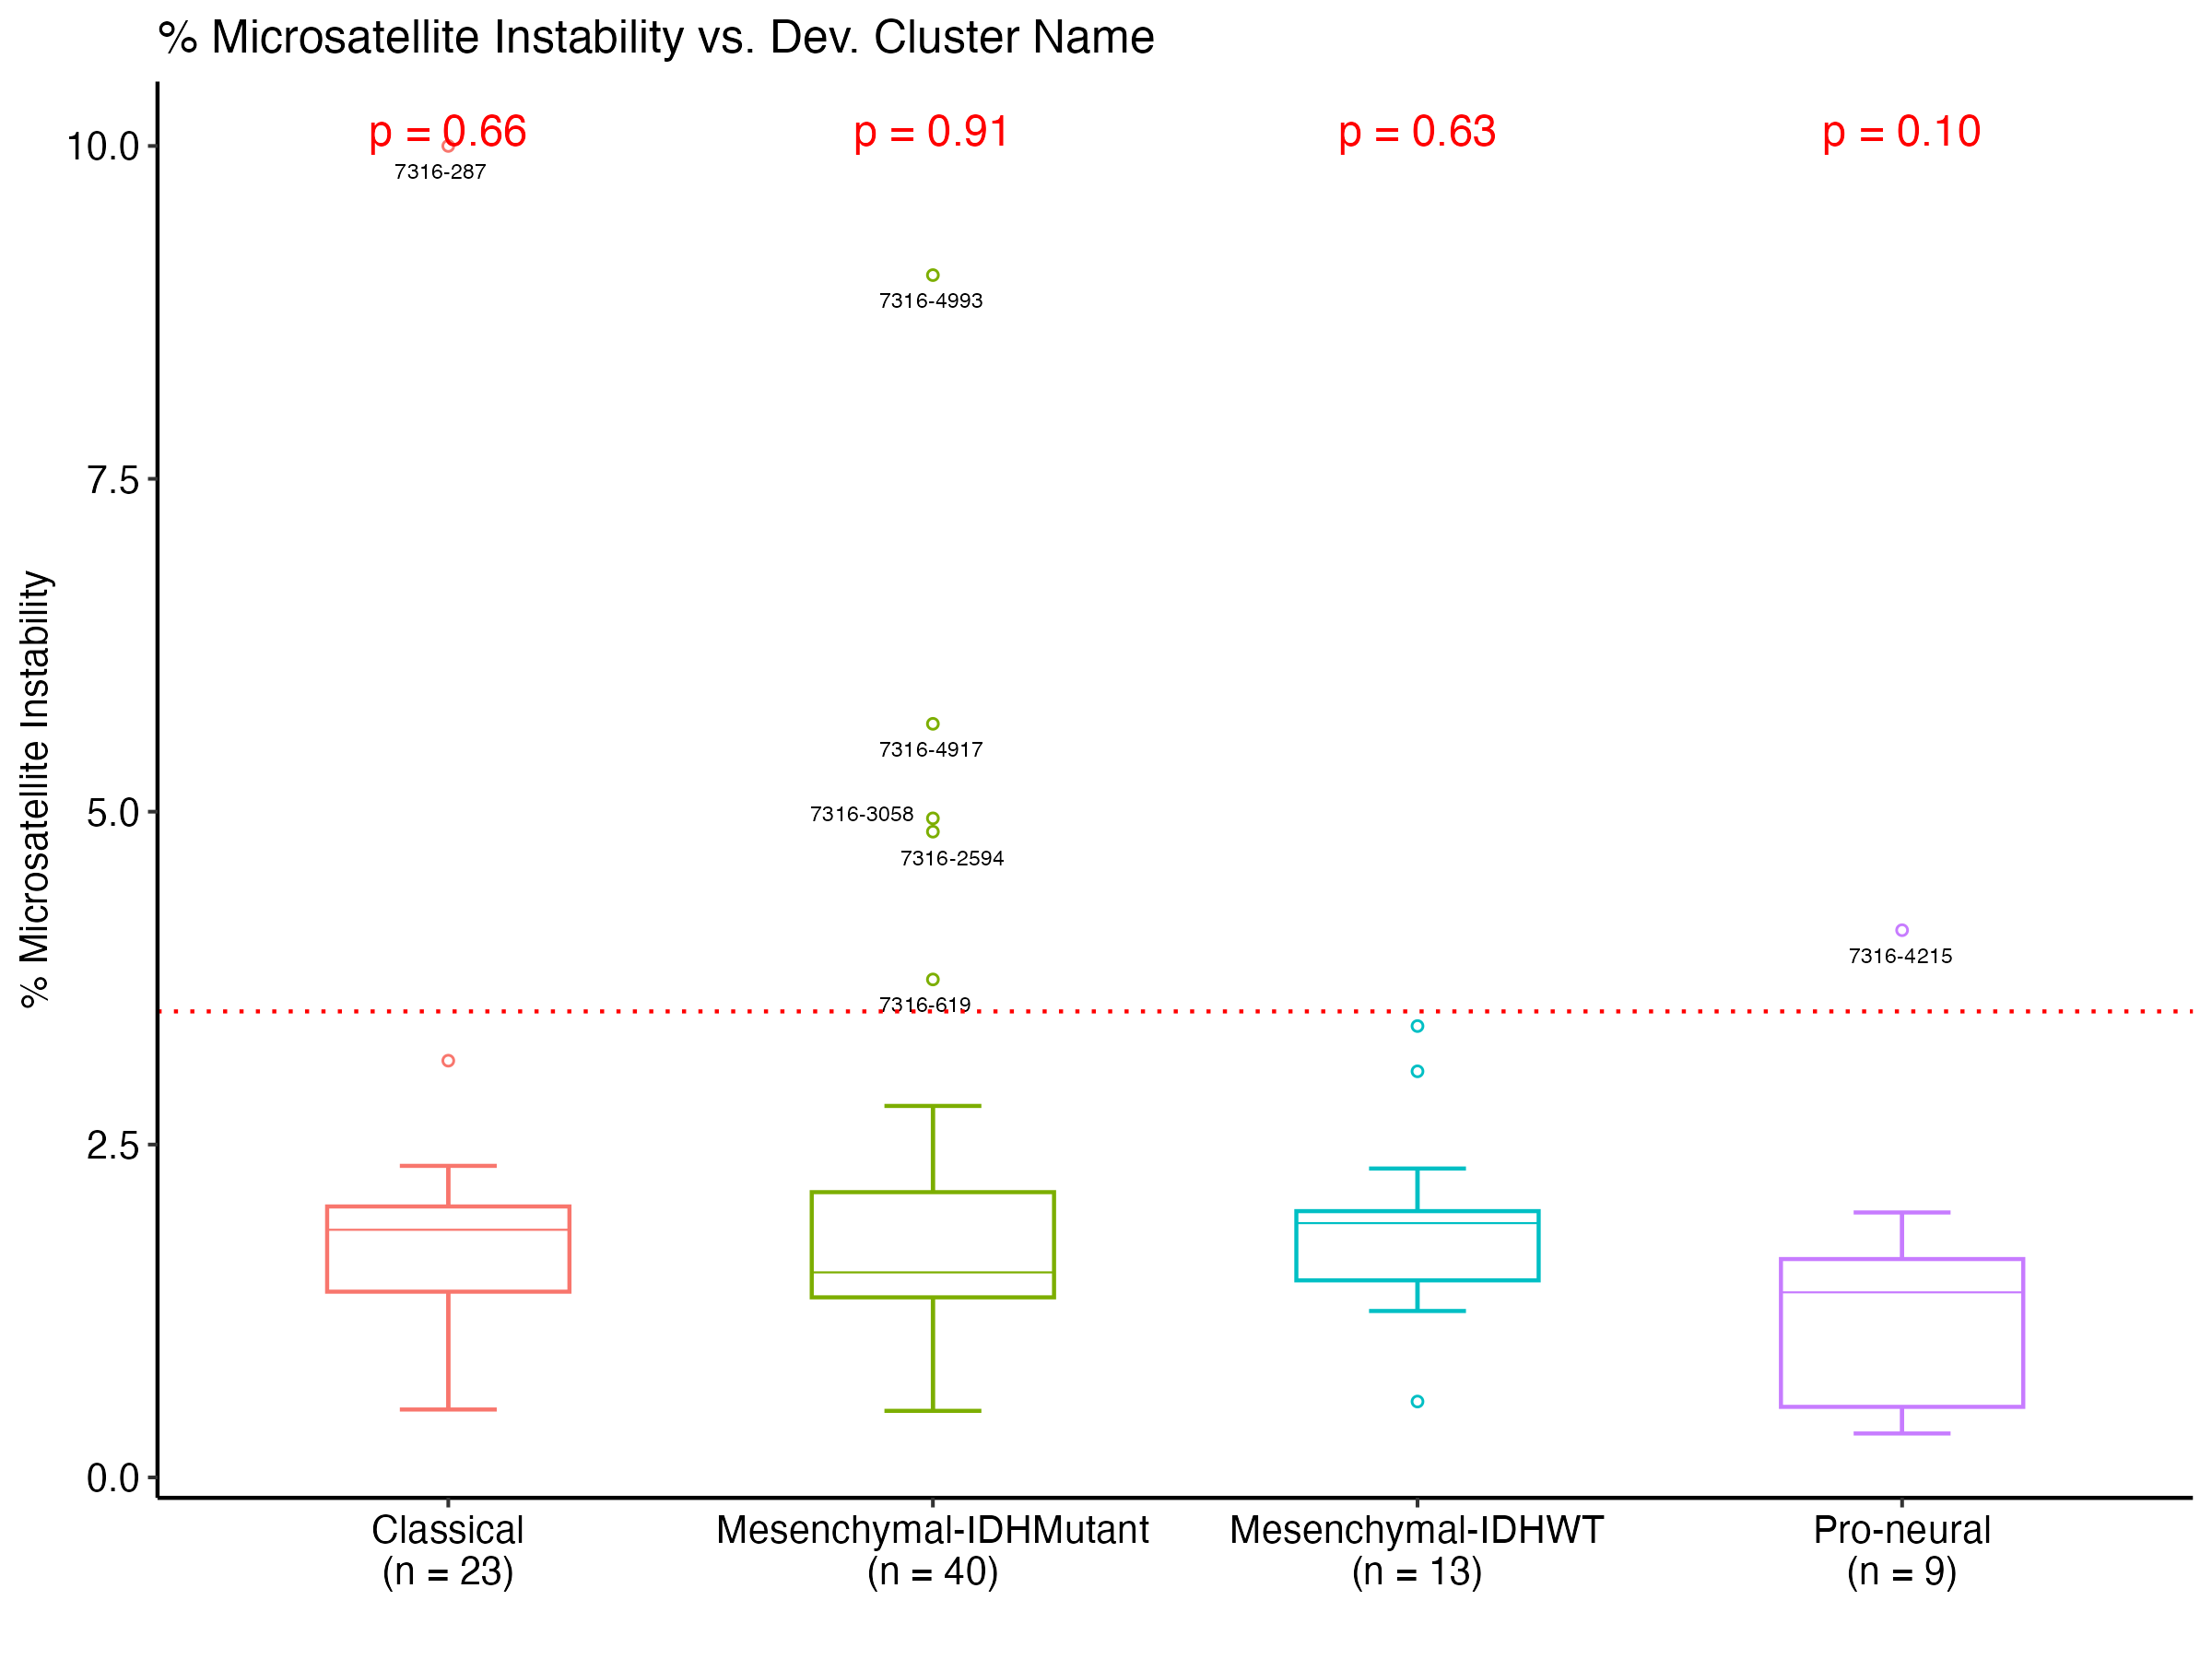 % Microsatellite Instability vs. Dev. Cluster Name
p = 0.66
p = 0.91
p = 0.63
p = 0.10
10.0
7316-287
7316-4993
7.5
7316-4917
5.0
7316-3058
7316-2594
7316-4215
7316-619
2.5
0.0
% Microsatellite Instability
Classical
(n = 23)
Mesenchymal-IDHMutant
(n = 40)
Mesenchymal-IDHWT
(n = 13)
Pro-neural
(n = 9)